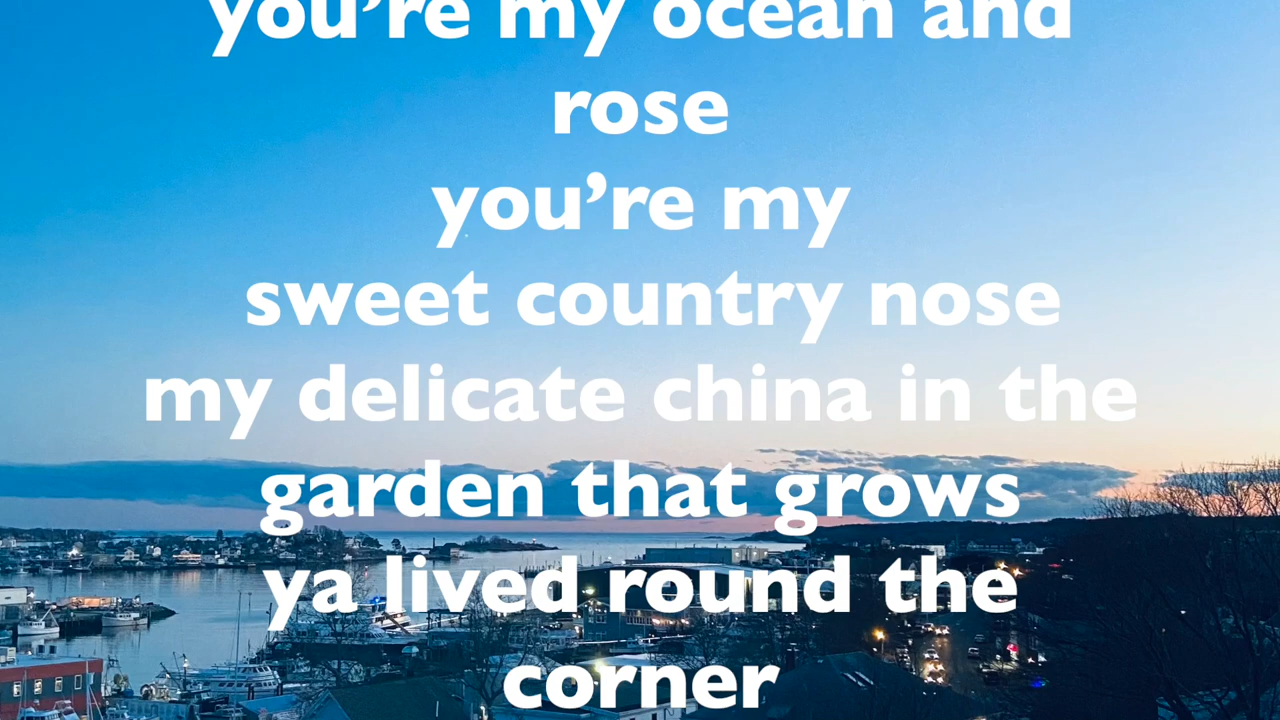 you’re my ocean and
rose
you’re my
sweet country nose
my delicate china in the
garden that grows
ya lived round the
corner